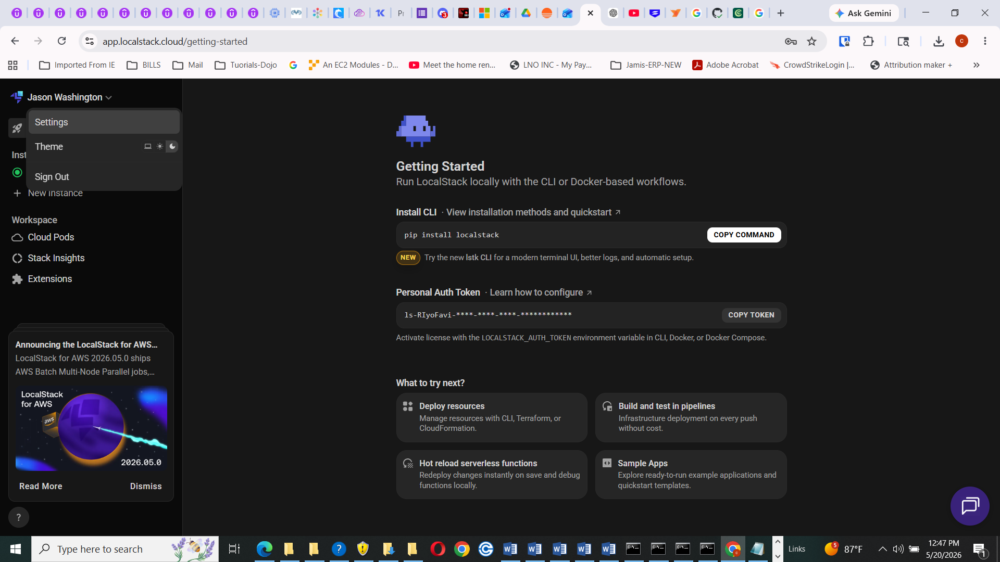 Ask Gemini
app.localstack.cloud/getting-started
Imported From IE
BILLS
Mail
Tuorials-Dojo
An EC2 Modules - D...
Meet the home ren...
LNO INC - My Pay...
Jamis-ERP-NEW
Adobe Acrobat
CrowdStrikeLogin |...
Attribution maker +
Jason Washington
Settings
Theme
Sign Out
Inst
New Instance
Workspace
Cloud Pods
Stack Insights
Extensions
Announcing the LocalStack for AWS...
LocalStack for AWS 2026.05.0 ships
AWS Batch Multi-Node Parallel jobs,...
LocalStack
for AWS
aws
2026.05.0
Read More
Dismiss
?
Getting Started
Run LocalStack locally with the CLI or Docker-based workflows.
Install CLI · View installation methods and quickstart ↗
pip install localstack
COPY COMMAND
NEW Try the new lstk CLI for a modern terminal UI, better logs, and automatic setup.
Personal Auth Token · Learn how to configure ↗
ls-RIyoFavi-****-****-****-************
COPY TOKEN
Activate license with the LOCALSTACK_AUTH_TOKEN environment variable in CLI, Docker, or Docker Compose.
What to try next?
Deploy resources
Manage resources with CLI, Terraform, or
CloudFormation.
Build and test in pipelines
Infrastructure deployment on every push
without cost.
Hot reload serverless functions
Redeploy changes instantly on save and debug
functions locally.
Sample Apps
Explore ready-to-run example applications and
quickstart templates.
Type here to search
Links
5
87°F
12:47 PM
5/20/2026
1